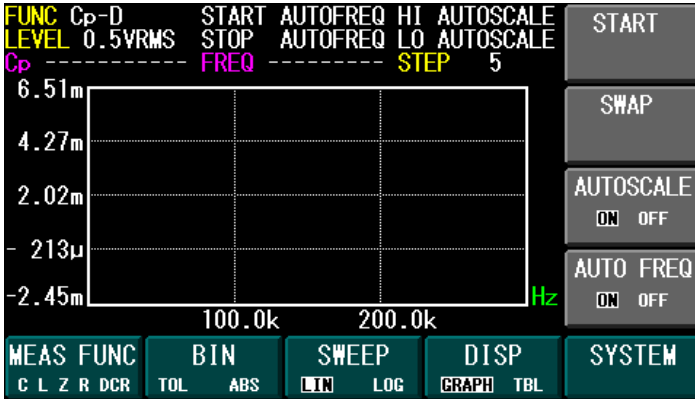 FUNC Cp-D START AUTOFREQ HI AUTOSCALE
LEVEL 0.5VRMS STOP AUTOFREQ LO AUTOSCALE
Cp ----------- FREQ --------- STEP 5
START
SWAP
AUTOSCALE
ON OFF
AUTO FREQ
ON OFF
6.51m
4.27m
2.02m
- 213µ
-2.45m
Hz
100.0k 200.0k
MEAS FUNC BIN SWEEP DISP SYSTEM
C L Z R DCR TOL ABS LIN LOG GRAPH TBL